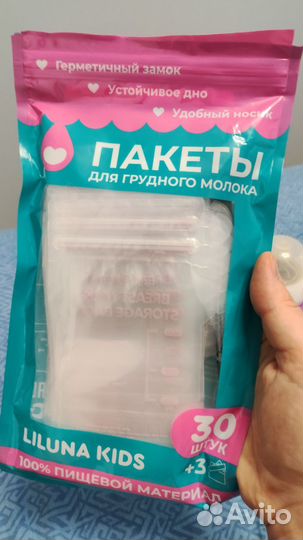 Герметичный замок
Устойчивое дно
Удобный носик
ПАКЕТЫ
ДЛЯ ГРУДНОГО МОЛОКА
BREAST
STORAGE
30
ШТУК
+3
LILUNA KIDS
100% ПИЩЕВОЙ МАТЕРИАЛ
Avito